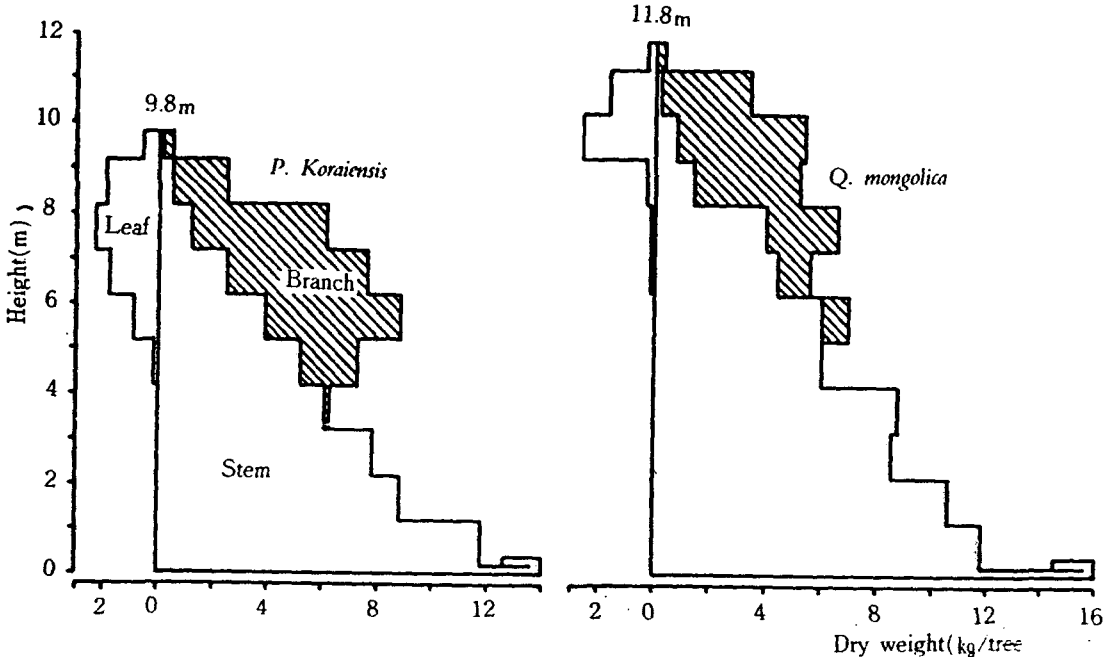 11.8m
12
9.8m
10
P. Koraiensis
Q. mongolica
8
Leaf
Height(m)
Branch
6
4
Stem
2
0
2 0 4 8 12
2 0 4 8 12 16
Dry weight(kg/tree